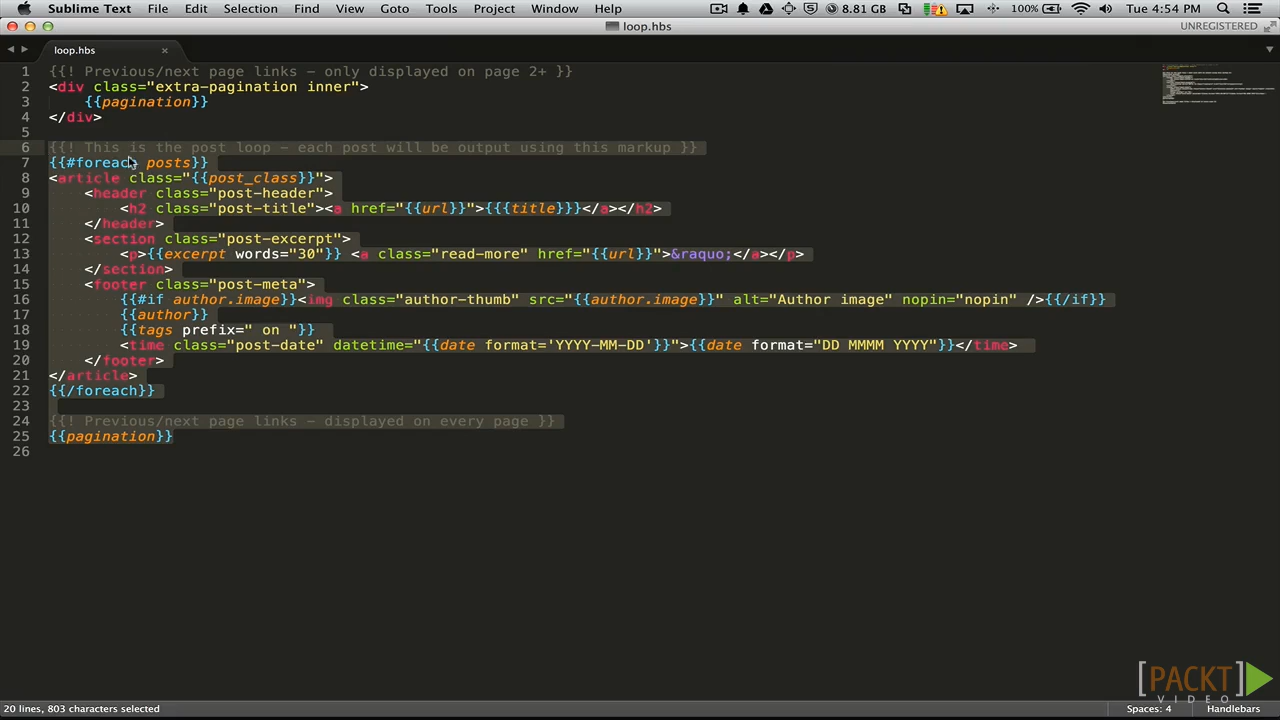 Sublime Text File Edit Selection Find View Goto Tools Project Window Help 8.81 GB 100% Tue 4:54 PM
loop.hbs UNREGISTERED
loop.hbs
1 {{! Previous/next page links - only displayed on page 2+ }}
2 <div class="extra-pagination inner">
3 {{pagination}}
4 </div>
5
6 {{! This is the post loop - each post will be output using this markup }}
7 {{#foreach posts}}
8 <article class="{{post_class}}">
9 <header class="post-header">
10 <h2 class="post-title"><a href="{{url}}">{{{title}}}</a></h2>
11 </header>
12 <section class="post-excerpt">
13 <p>{{excerpt words="30"}} <a class="read-more" href="{{url}}">&raquo;</a></p>
14 </section>
15 <footer class="post-meta">
16 {{#if author.image}}<img class="author-thumb" src="{{author.image}}" alt="Author image" nopin="nopin" />{{/if}}
17 {{author}}
18 {{tags prefix=" on "}}
19 <time class="post-date" datetime="{{date format='YYYY-MM-DD'}}">{{date format="DD MMMM YYYY"}}</time>
20 </footer>
21 </article>
22 {{/foreach}}
23
24 {{! Previous/next page links - displayed on every page }}
25 {{pagination}}
26
[PACKT]
VIDEO
20 lines, 803 characters selected Spaces: 4 Handlebars